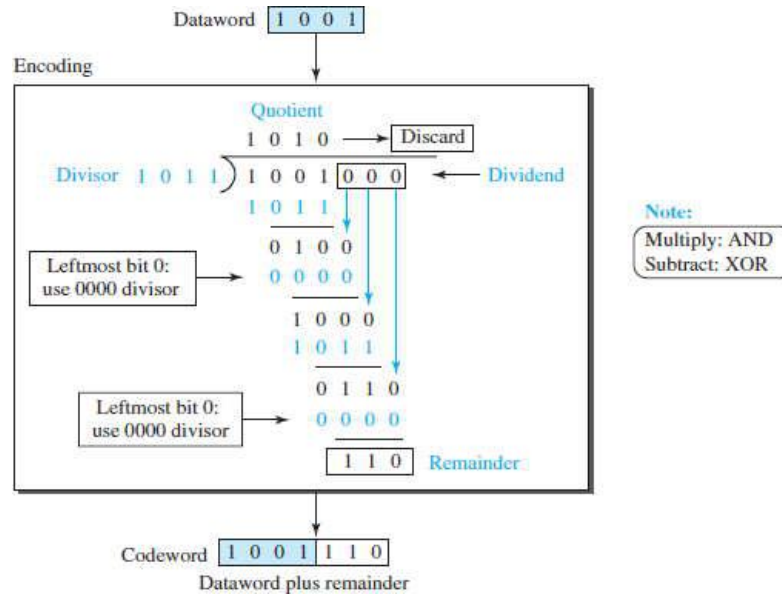 Dataword 1 0 0 1
Encoding
Quotient
1 0 1 0 Discard
Divisor 1 0 1 1 ) 1 0 0 1 0 0 0 Dividend
1 0 1 1
0 1 0 0
Leftmost bit 0:
use 0000 divisor
0 0 0 0
1 0 0 0
1 0 1 1
0 1 1 0
Leftmost bit 0:
use 0000 divisor
0 0 0 0
1 1 0 Remainder
Note:
Multiply: AND
Subtract: XOR
Codeword 1 0 0 1 1 1 0
Dataword plus remainder